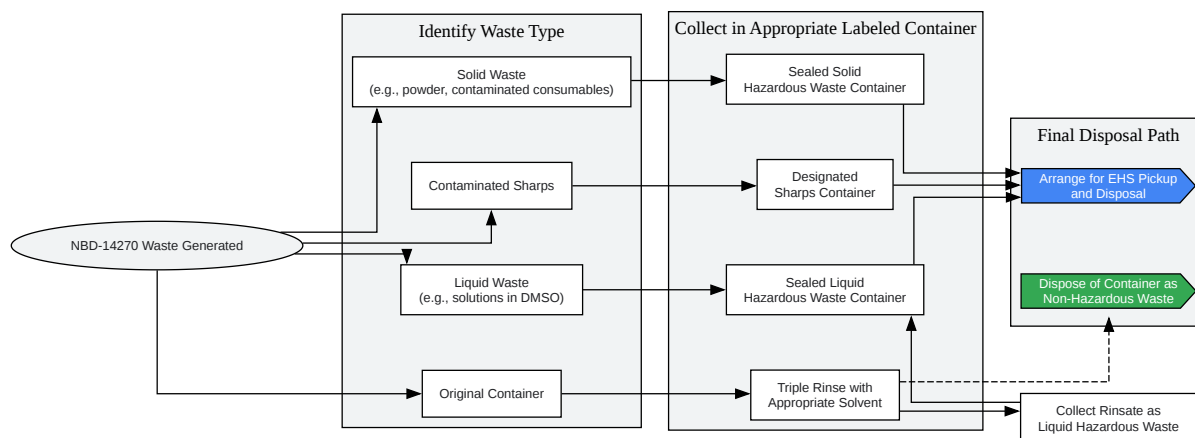 Identify Waste Type
Collect in Appropriate Labeled Container
Solid Waste
(e.g., powder, contaminated consumables)
Sealed Solid
Hazardous Waste Container
Final Disposal Path
Contaminated Sharps
Designated
Sharps Container
Arrange for EHS Pickup
and Disposal
NBD-14270 Waste Generated
Liquid Waste
(e.g., solutions in DMSO)
Sealed Liquid
Hazardous Waste Container
Dispose of Container as
Non-Hazardous Waste
Original Container
Triple Rinse with
Appropriate Solvent
Collect Rinsate as
Liquid Hazardous Waste